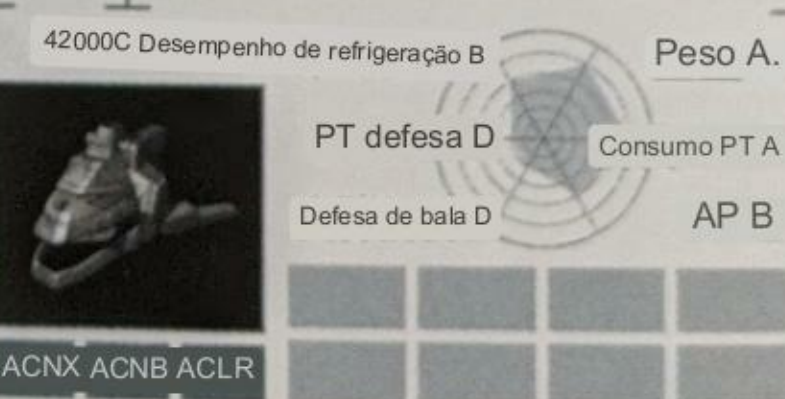 42000C Desempenho de refrigeração B
Peso A.
PT defesa D
Consumo PT A
Defesa de bala D
AP B
ACNX ACNB ACLR